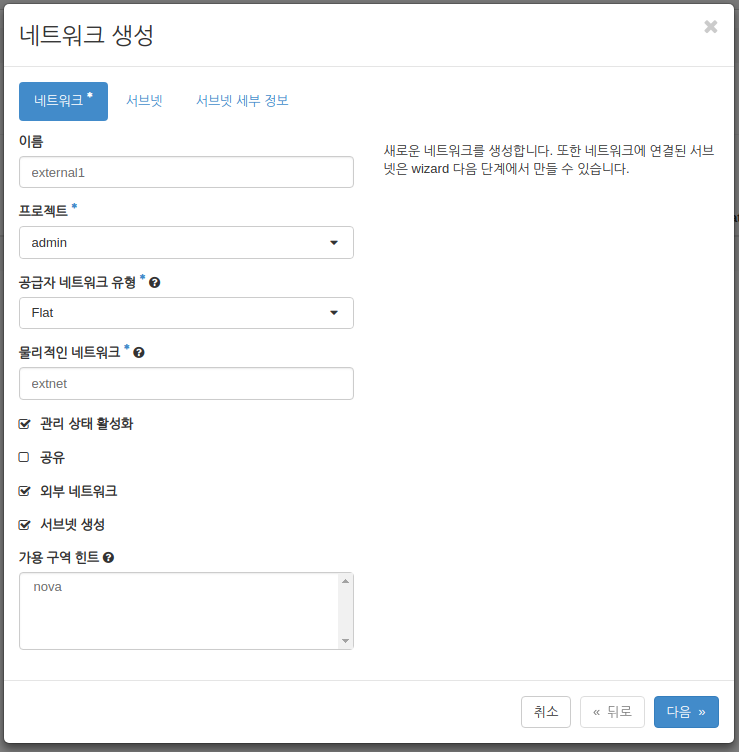 네트워크 생성
네트워크 *
서브넷
서브넷 세부 정보
이름
external1
프로젝트 *
admin
공급자 네트워크 유형 *
Flat
물리적인 네트워크 *
extnet
관리 상태 활성화
공유
외부 네트워크
서브넷 생성
가용 구역 힌트
nova
새로운 네트워크를 생성합니다. 또한 네트워크에 연결된 서브
넷은 wizard 다음 단계에서 만들 수 있습니다.
취소
« 뒤로
다음 »